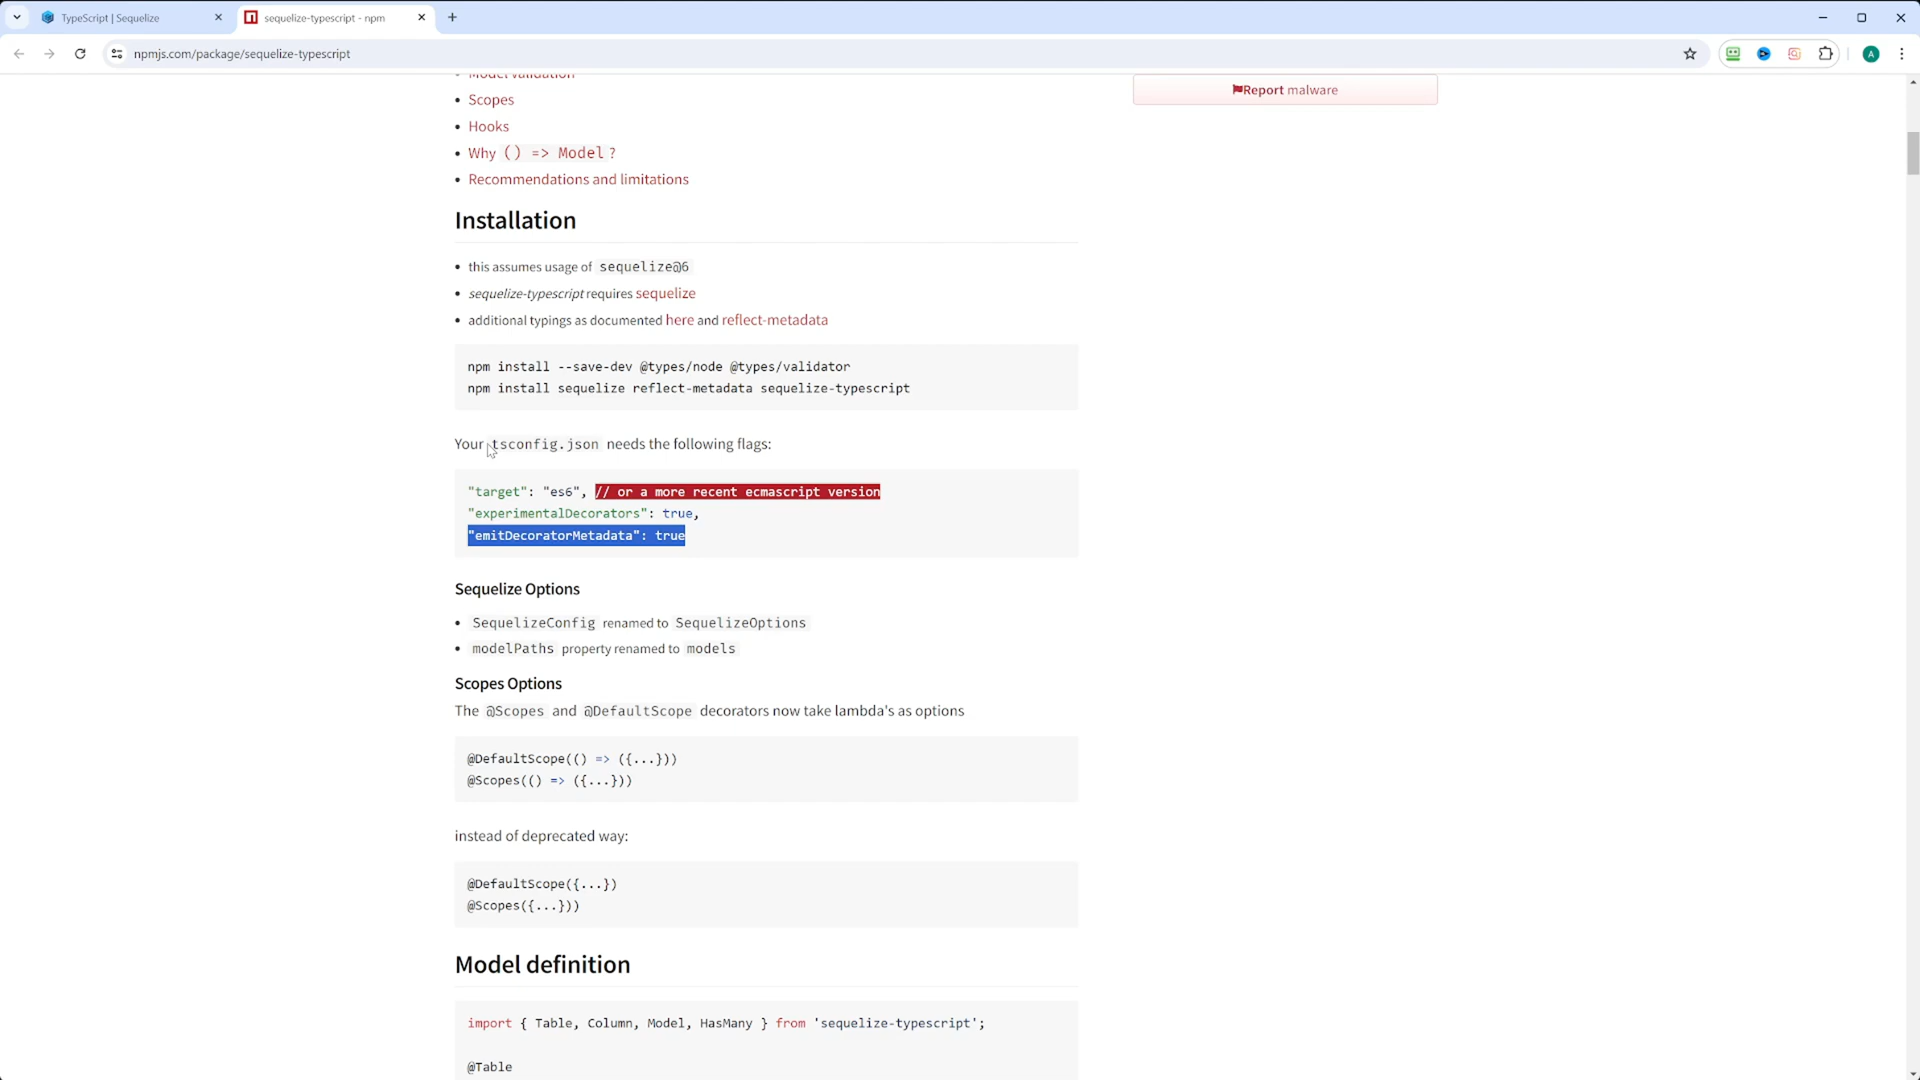 TypeScript | Sequelize
sequelize-typescript - npm
npmjs.com/package/sequelize-typescript
A
Model validation
Report malware
Scopes
Hooks
Why () => Model ?
Recommendations and limitations
Installation
this assumes usage of sequelize@6
sequelize-typescript requires sequelize
additional typings as documented here and reflect-metadata
npm install --save-dev @types/node @types/validator
npm install sequelize reflect-metadata sequelize-typescript
Your tsconfig.json needs the following flags:
"target": "es6", // or a more recent ecmascript version
"experimentalDecorators": true,
"emitDecoratorMetadata": true
Sequelize Options
SequelizeConfig renamed to SequelizeOptions
modelPaths property renamed to models
Scopes Options
The @Scopes and @DefaultScope decorators now take lambda's as options
@DefaultScope(() => ({...}))
@Scopes(() => ({...}))
instead of deprecated way:
@DefaultScope({...})
@Scopes({...}))
Model definition
import { Table, Column, Model, HasMany } from 'sequelize-typescript';
@Table